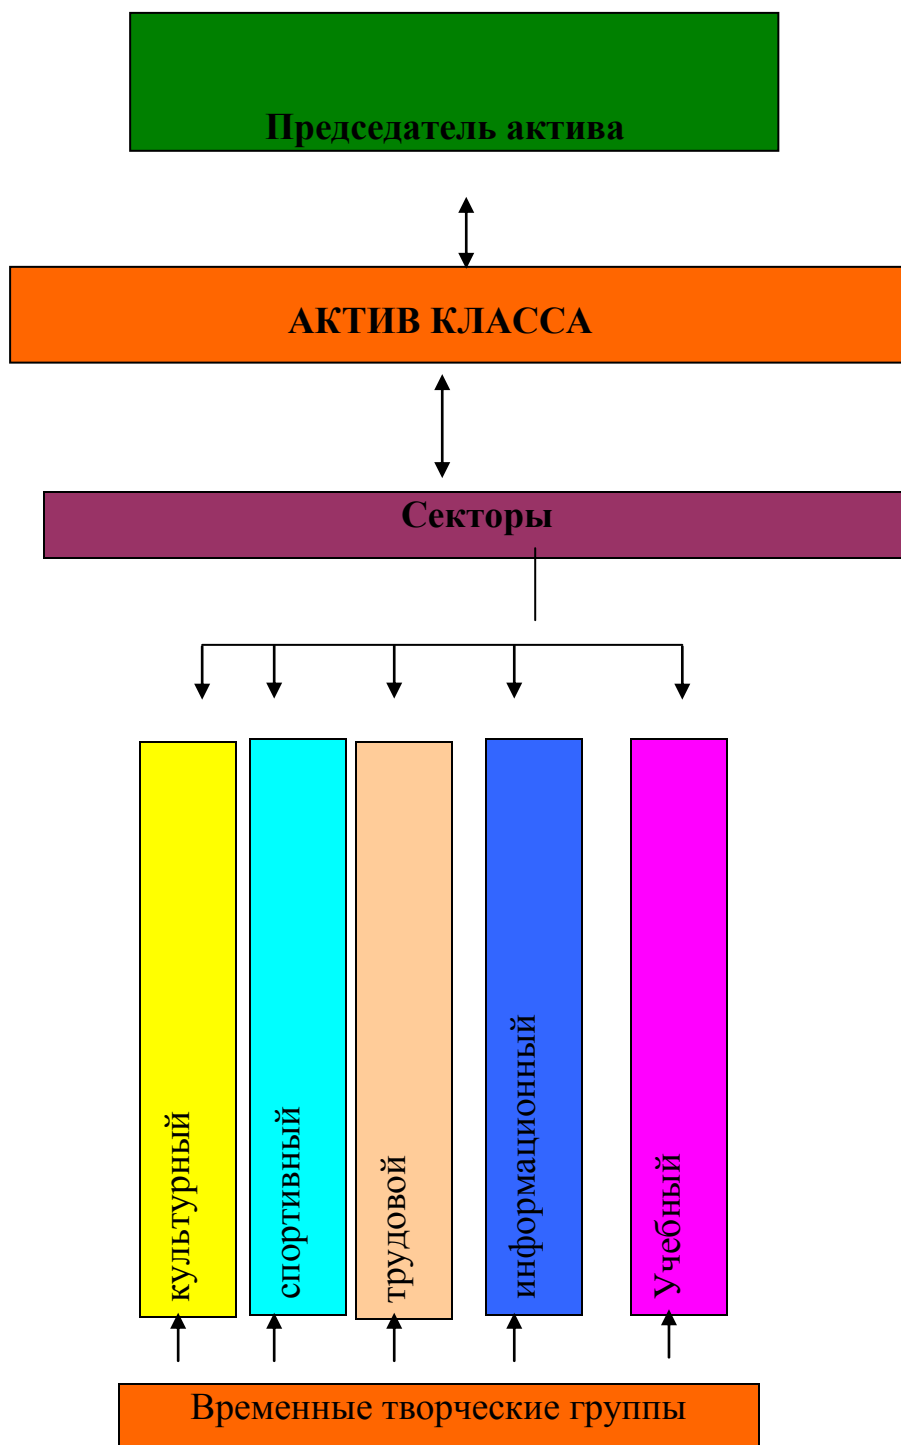 Председатель актива
АКТИВ КЛАССА
Секторы
культурный
спортивный
трудовой
информационный
Учебный
Временные творческие группы